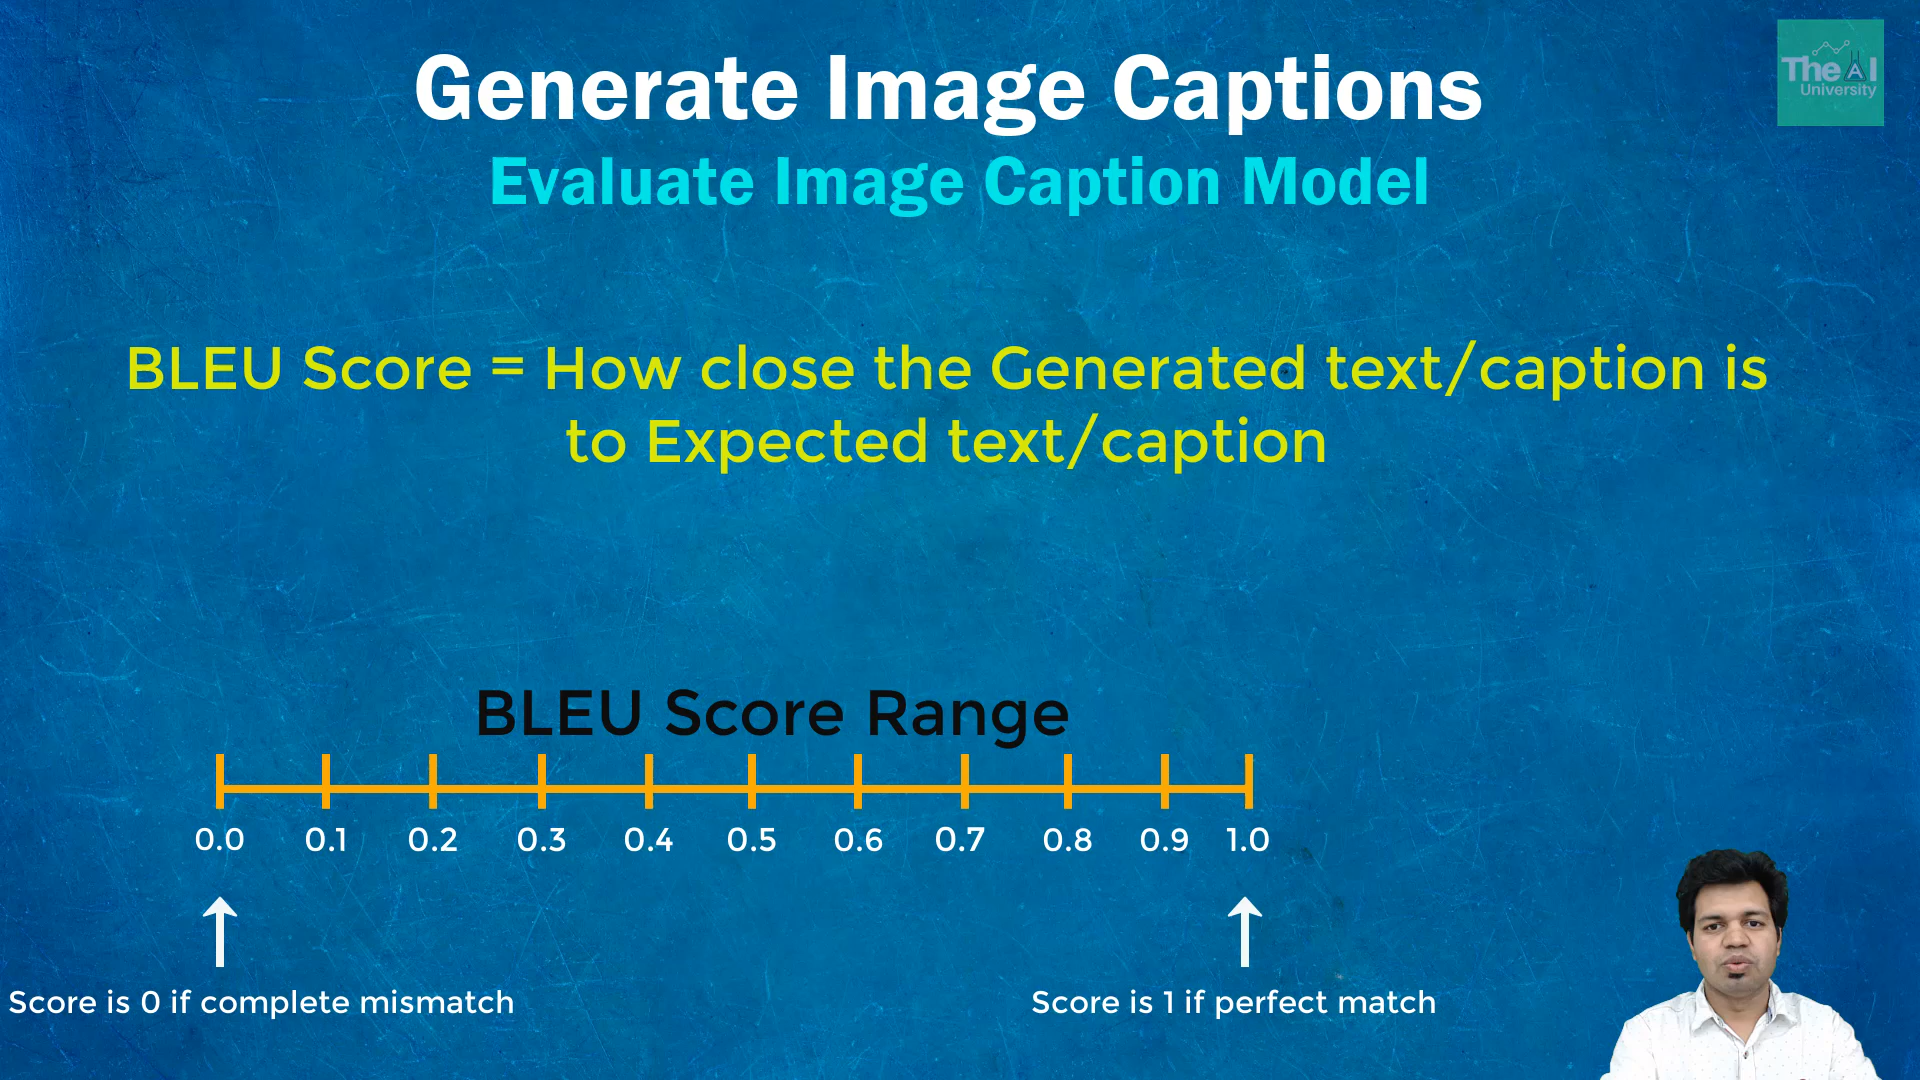 Generate Image Captions
The AI
University
Evaluate Image Caption Model
BLEU Score = How close the Generated text/caption is
to Expected text/caption
BLEU Score Range
0.0 0.1 0.2 0.3 0.4 0.5 0.6 0.7 0.8 0.9 1.0
Score is 0 if complete mismatch
Score is 1 if perfect match